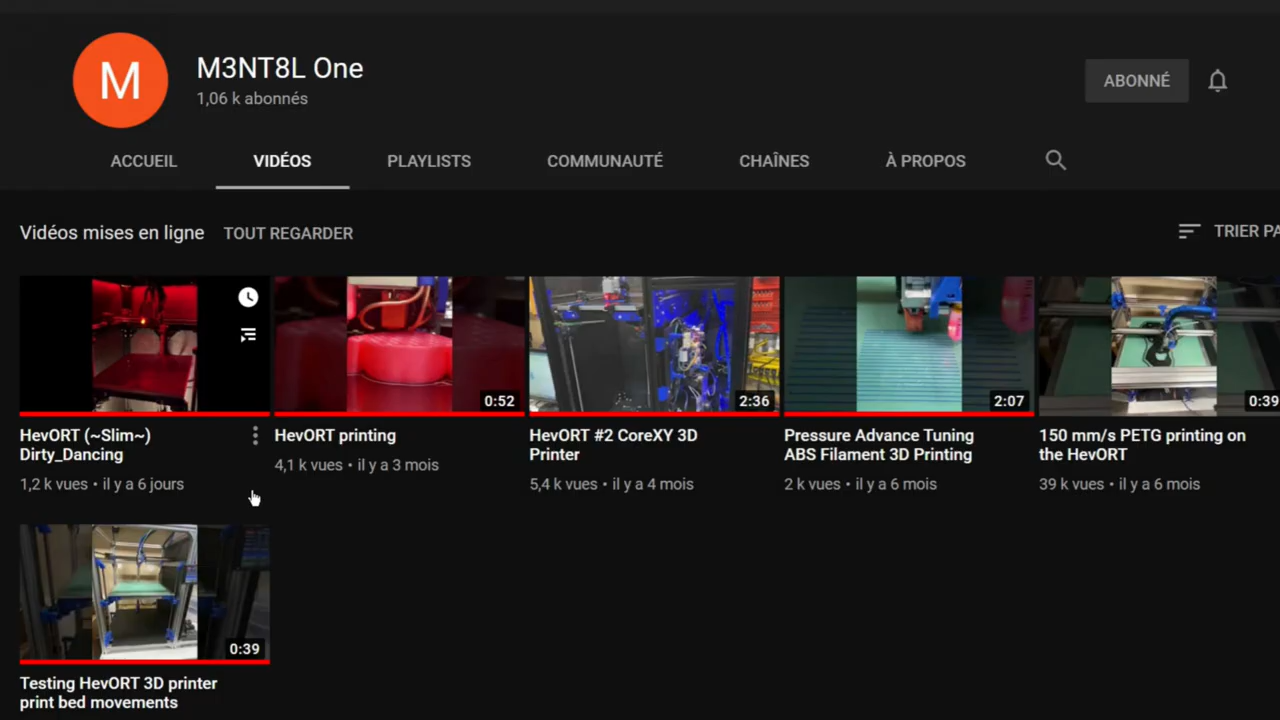 M
M3NT8L One
1,06 k abonnés
ABONNÉ
ACCUEIL
VIDÉOS
PLAYLISTS
COMMUNAUTÉ
CHAÎNES
À PROPOS
Vidéos mises en ligne
TOUT REGARDER
TRIER PA
HevORT (~Slim~)
Dirty_Dancing
1,2 k vues • il y a 6 jours
0:52
HevORT printing
4,1 k vues • il y a 3 mois
2:36
HevORT #2 CoreXY 3D
Printer
5,4 k vues • il y a 4 mois
2:07
Pressure Advance Tuning
ABS Filament 3D Printing
2 k vues • il y a 6 mois
0:39
150 mm/s PETG printing on
the HevORT
39 k vues • il y a 6 mois
0:39
Testing HevORT 3D printer
print bed movements